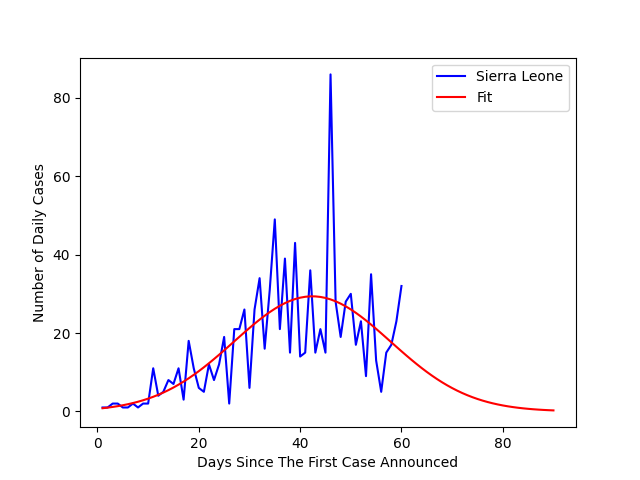 Sierra Leone
Fit
Number of Daily Cases
80
60
40
20
0
0 20 40 60 80
Days Since The First Case Announced